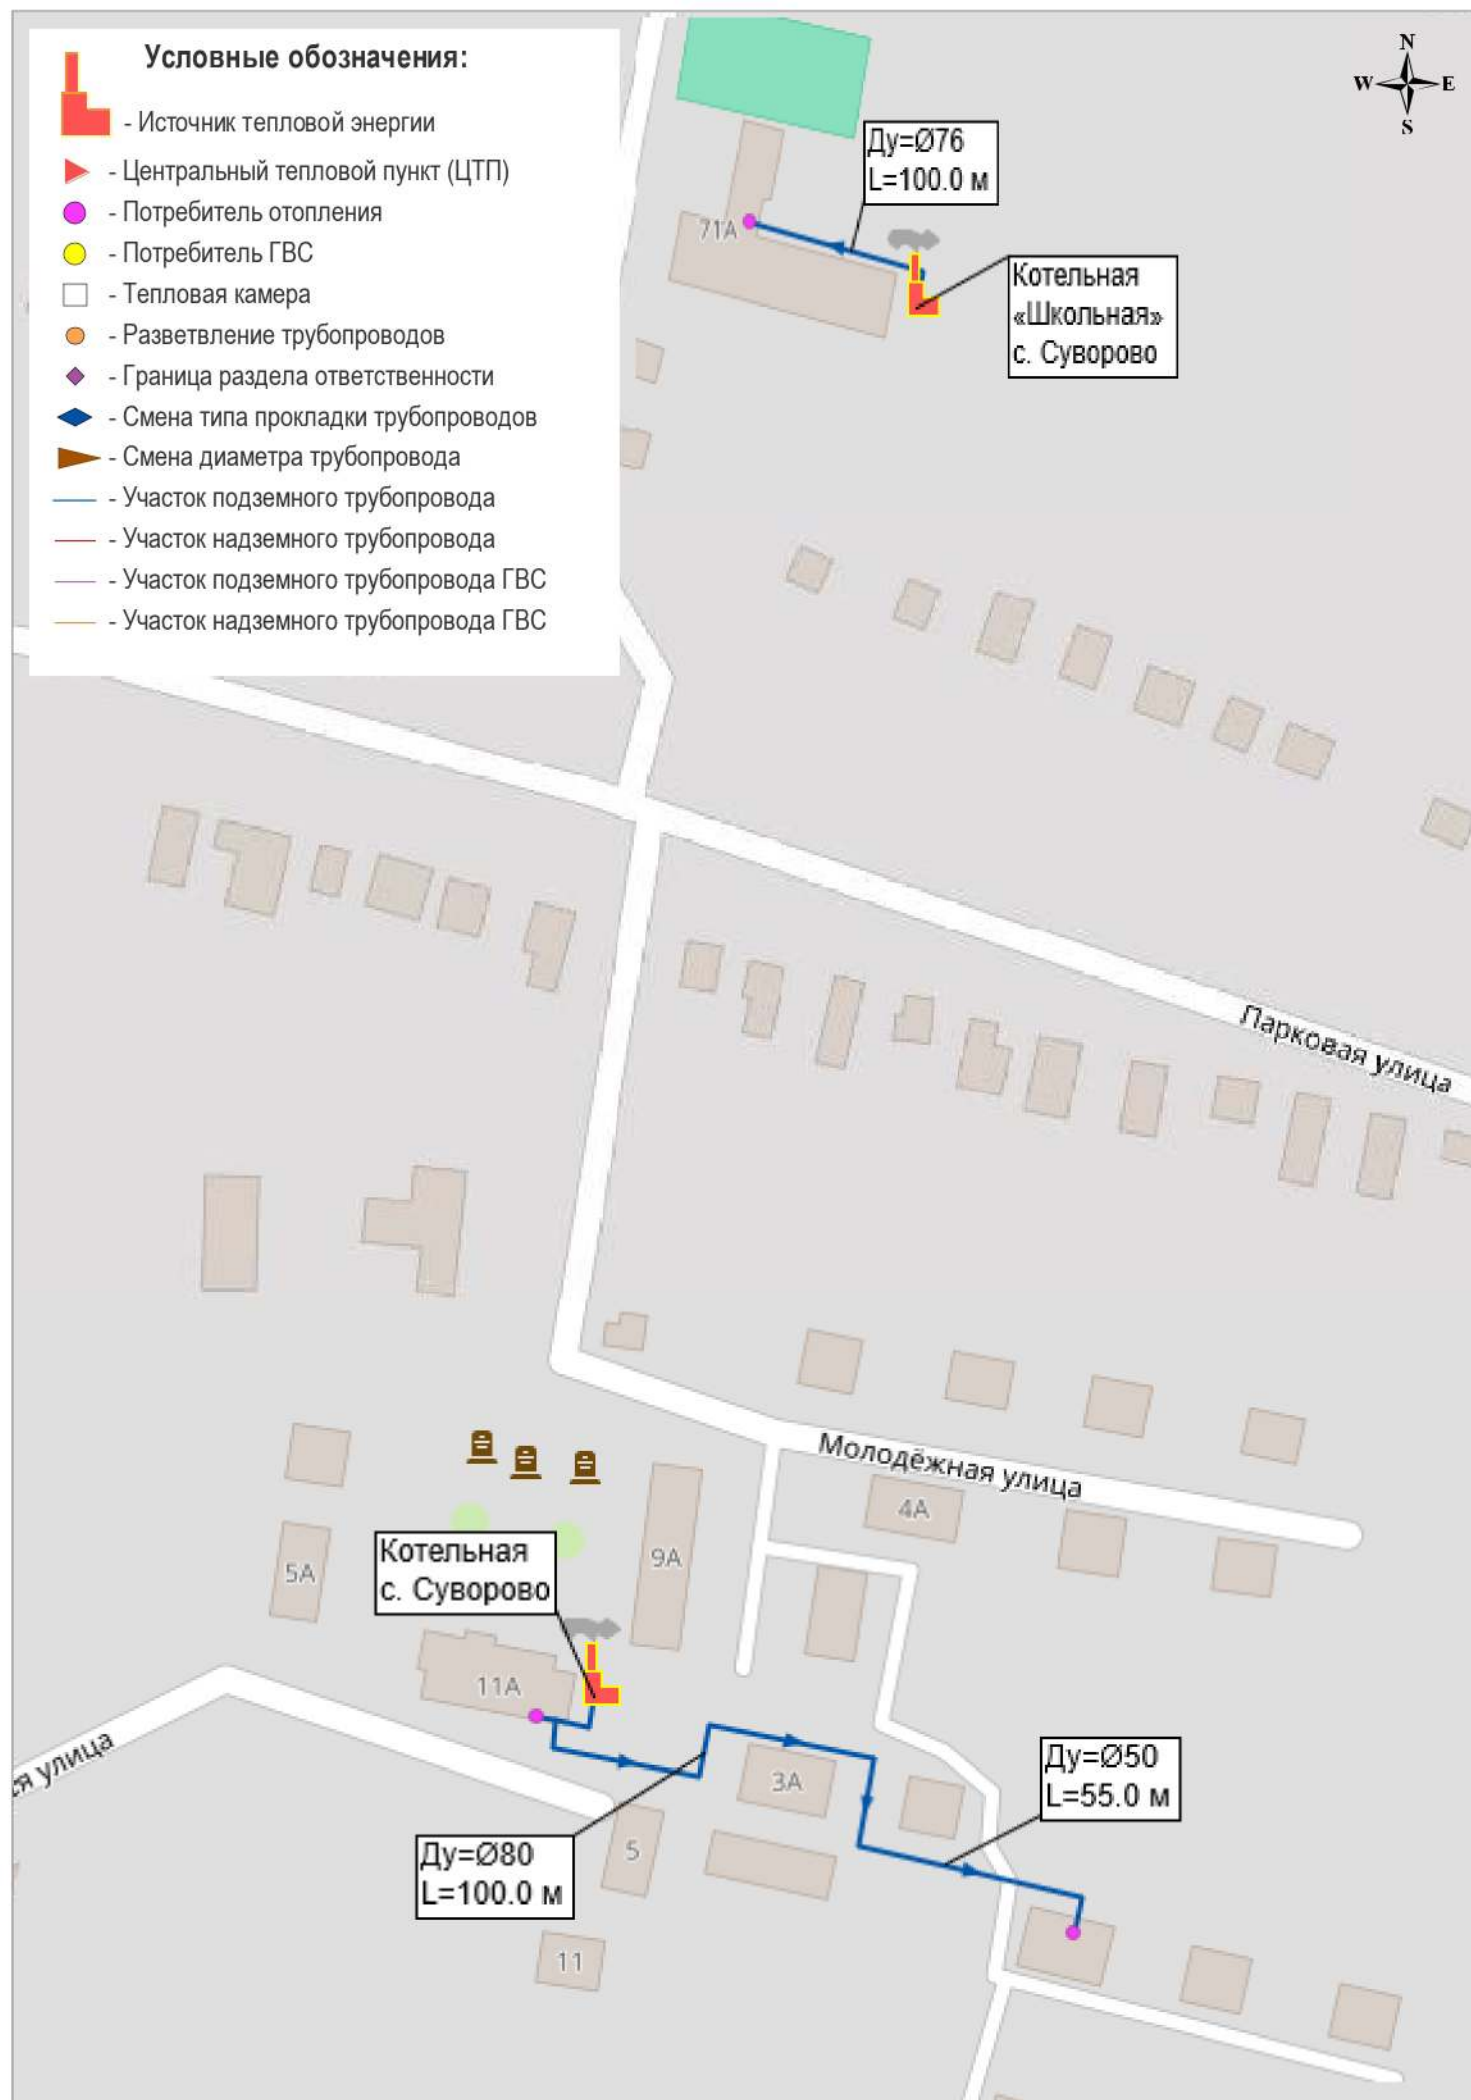 Условные обозначения:
- Источник тепловой энергии
- Центральный тепловой пункт (ЦТП)
- Потребитель отопления
- Потребитель ГВС
- Тепловая камера
- Разветвление трубопроводов
- Граница раздела ответственности
- Смена типа прокладки трубопроводов
- Смена диаметра трубопровода
- Участок подземного трубопровода
- Участок надземного трубопровода
- Участок подземного трубопровода ГВС
- Участок надземного трубопровода ГВС
N
W E
S
Ду=Ø76
L=100.0 м
71А
Котельная
«Школьная»
с. Суворово
Парковая улица
Молодёжная улица
4А
9А
5А
Котельная
с. Суворово
11А
ся улица
3А
Ду=Ø50
L=55.0 м
Ду=Ø80
L=100.0 м
5
11